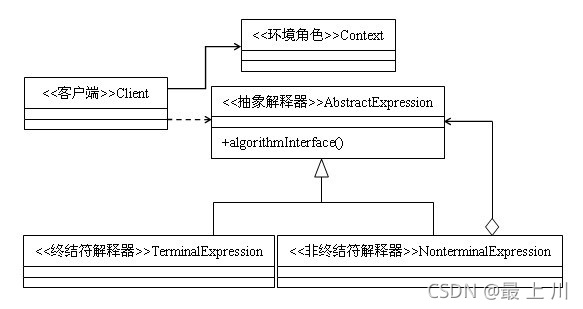 <<环境角色>>Context
<<客户端>>Client
<<抽象解释器>>AbstractExpression
+algorithmInterface()
<<终结符解释器>>TerminalExpression
<<非终结符解释器>>NonterminalExpression
CSDN @最 上 川